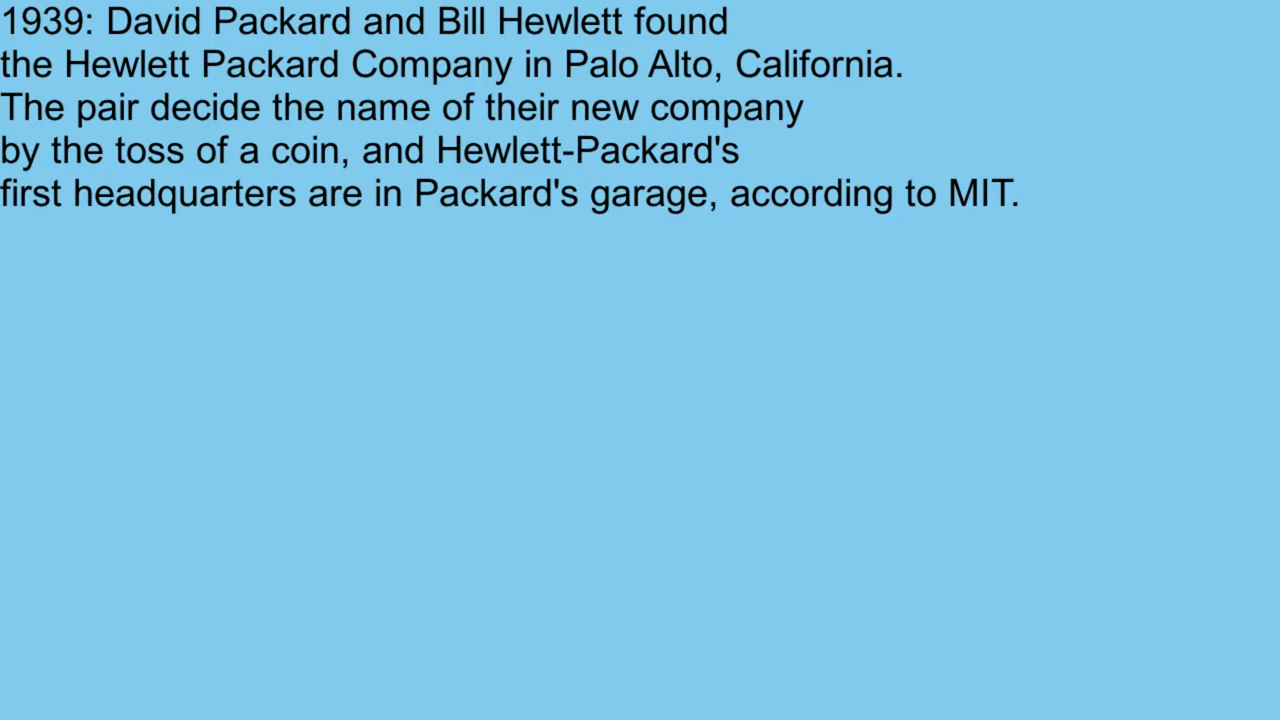 1939: David Packard and Bill Hewlett found
the Hewlett Packard Company in Palo Alto, California.
The pair decide the name of their new company
by the toss of a coin, and Hewlett-Packard's
first headquarters are in Packard's garage, according to MIT.